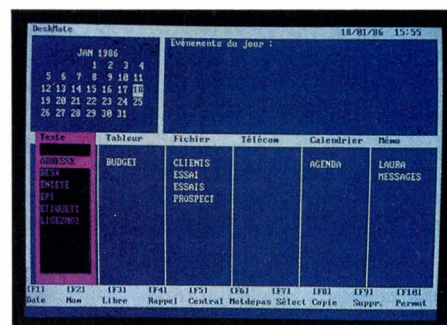 DeskMate 18/01/86 15:55
JAN 1986
1 2 3 4
5 6 7 8 9 10 11
12 13 14 15 16 17 18
19 20 21 22 23 24 25
26 27 28 29 30 31
Evénements du jour :
Texte Tableur Fichier Télécom Calendrier Mémo
ADRESSE BUDGET CLIENTS AGENDA LAURA
DESK ESSAI MESSAGES
ENTETE ESSAIS
EPI PROSPECT
ETIQUETT
LISEZMOI
(F1) (F2) (F3) (F4) (F5) (F6) (F7) (F8) (F9) (F10)
Date Nom Libre Rappel Central Motdepas Sélect Copie Suppr. Permut